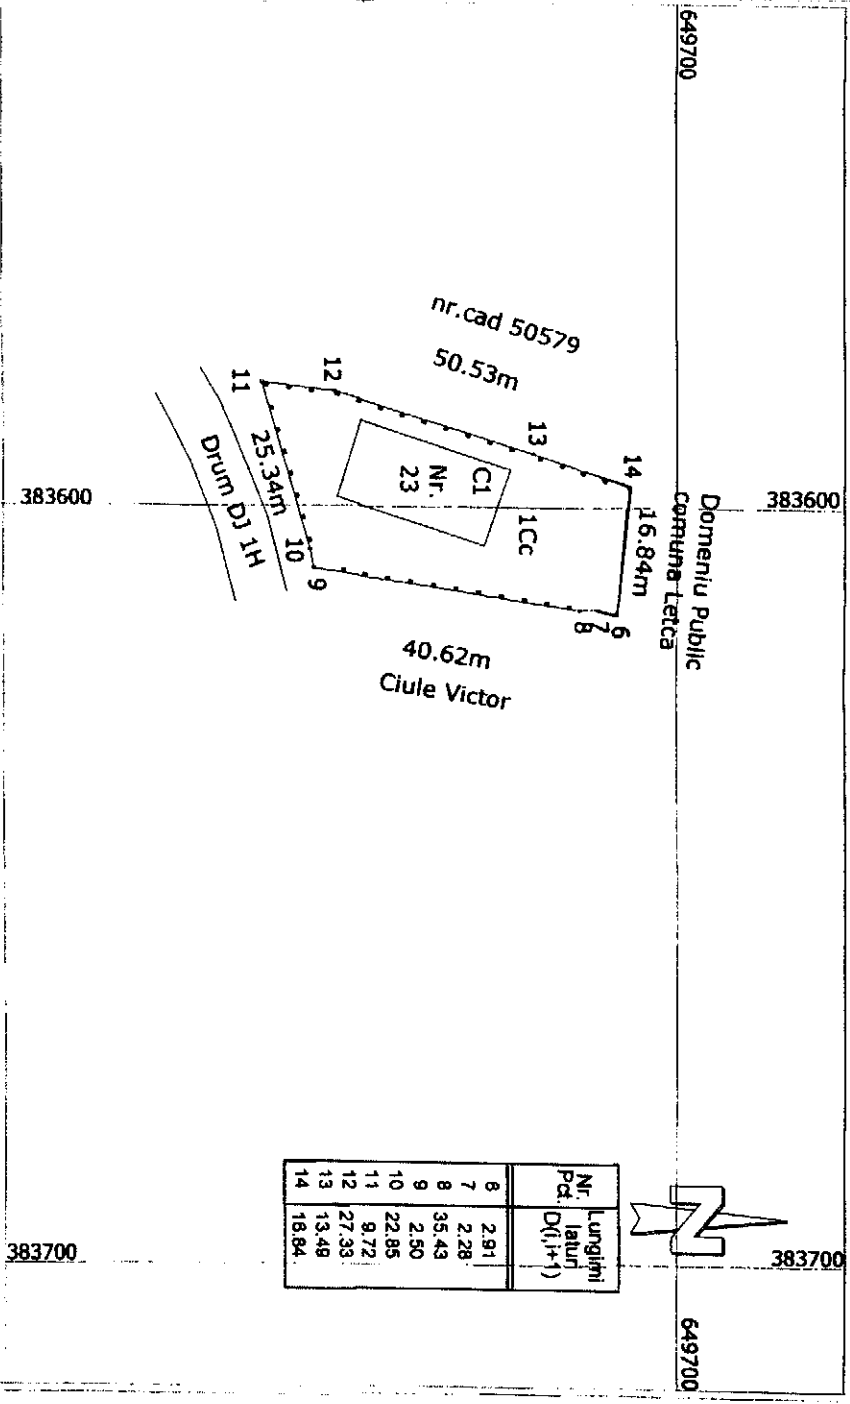 649700
649700
383600
383600
383700
383700
Domeniu Public
Comuna Letca
nr.cad 50579
50.53m
16.84m
14
13
12
11
10
9
8
7
6
1Cc
C1
Nr.
23
25.34m
Drum DJ 1H
40.62m
Ciule Victor
N
Nr. Pct. Lungimi laturi D(i,i+1)
6 2.91
7 2.28
8 35.43
9 2.50
10 22.85
11 9.72
12 27.33
13 13.49
14 16.84